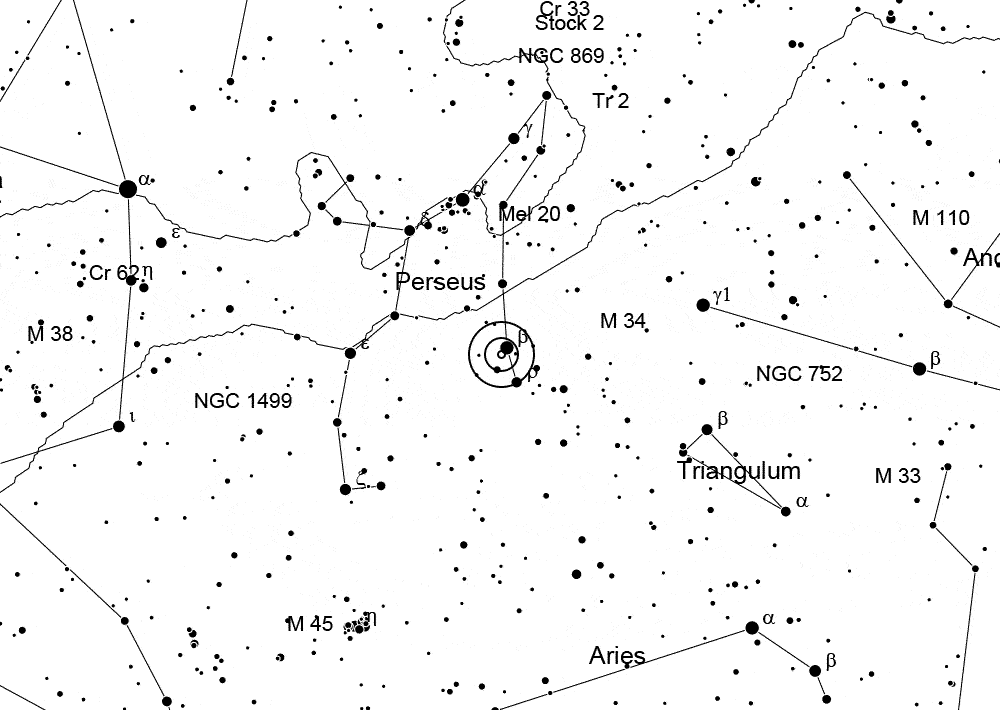 Cr 33
Stock 2
NGC 869
Tr 2
γ
α
α
δ
Mel 20
M 110
ε
And
Cr 62 η
Perseus
γ1
M 38
M 34
β
ε
β
NGC 752
ρ
NGC 1499
ι
β
Triangulum
M 33
ζ
α
M 45
η
α
Aries
β